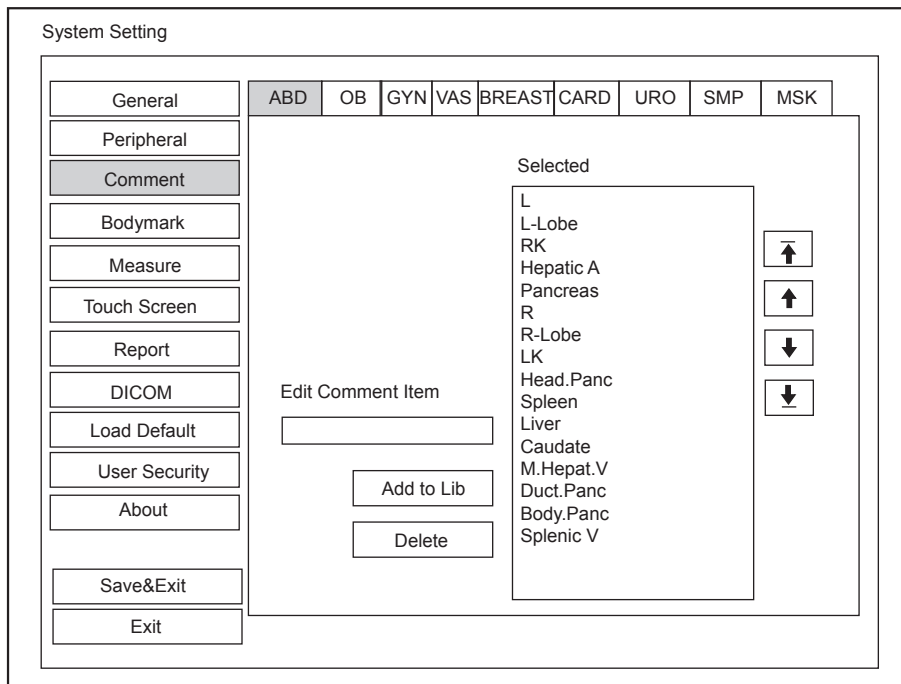 System Setting
General
Peripheral
Comment
Bodymark
Measure
Touch Screen
Report
DICOM
Load Default
User Security
About
Save&Exit
Exit
ABD OB GYN VAS BREAST CARD URO SMP MSK
Edit Comment Item
Add to Lib
Delete
Selected
L
L-Lobe
RK
Hepatic A
Pancreas
R
R-Lobe
LK
Head.Panc
Spleen
Liver
Caudate
M.Hepat.V
Duct.Panc
Body.Panc
Splenic V